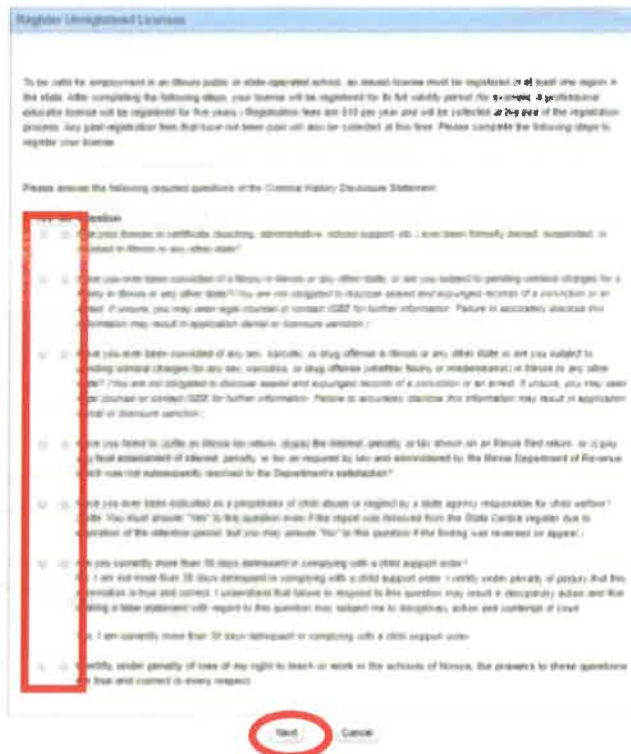 Register Unregistered Licenses
To be valid for employment in an Illinois public or state-operated school, an issued license must be registered in at least one region in
the state. After completing the following steps, your license will be registered for its full validity period (for example, a professional
educator license will be registered for five years.) Registration fees are $10 per year and will be collected at the end of the registration
process. Any past registration fees that have not been paid will also be collected at this time. Please complete the following steps to
register your license.
Please answer the following required questions of the Criminal History Disclosure Statement
Question
your license or certificate (teaching, administrative, school support, etc.) ever been formally denied, suspended, or
revoked in Illinois or any other state?
Have you ever been convicted of a felony in Illinois or any other state, or are you subject to pending criminal charges for a
felony in Illinois or any other state? (You are not obligated to disclose sealed and expunged records of a conviction or an
arrest. If unsure, you may seek legal counsel or contact ISBE for further information. Failure to accurately disclose this
information may result in application denial or licensure sanction.)
Have you ever been convicted of any sex, narcotic, or drug offense in Illinois or any other state or are you subject to
pending criminal charges for any sex, narcotics, or drug offense (whether felony or misdemeanor) in Illinois or any other
state? (You are not obligated to disclose sealed and expunged records of a conviction or an arrest. If unsure, you may seek
legal counsel or contact ISBE for further information. Failure to accurately disclose this information may result in application
denial or licensure sanction.)
Have you failed to (i) file an Illinois tax return, (ii) pay the interest, penalty, or tax shown on an Illinois filed return, or (iii) pay
any final assessment of interest, penalty, or tax as required by law and administered by the Illinois Department of Revenue
which was not subsequently resolved to the Department's satisfaction?
Have you ever been indicated as a perpetrator of child abuse or neglect by a state agency responsible for child welfare?
(Note: You must answer "Yes" to this question even if the report was removed from the State Central register due to
expiration of the retention period, but you may answer "No" to this question if the finding was reversed on appeal.)
Are you currently more than 30 days delinquent in complying with a child support order?
No, I am not more than 30 days delinquent in complying with a child support order. I certify under penalty of perjury that this
information is true and correct. I understand that failure to respond to this question may result in disciplinary action and that
making a false statement with regard to this question may subject me to disciplinary action and contempt of court.
Yes, I am currently more than 30 days delinquent in complying with a child support order
I certify, under penalty of loss of my right to teach or work in the schools of Illinois, the answers to these questions
are true and correct in every respect
Next Cancel